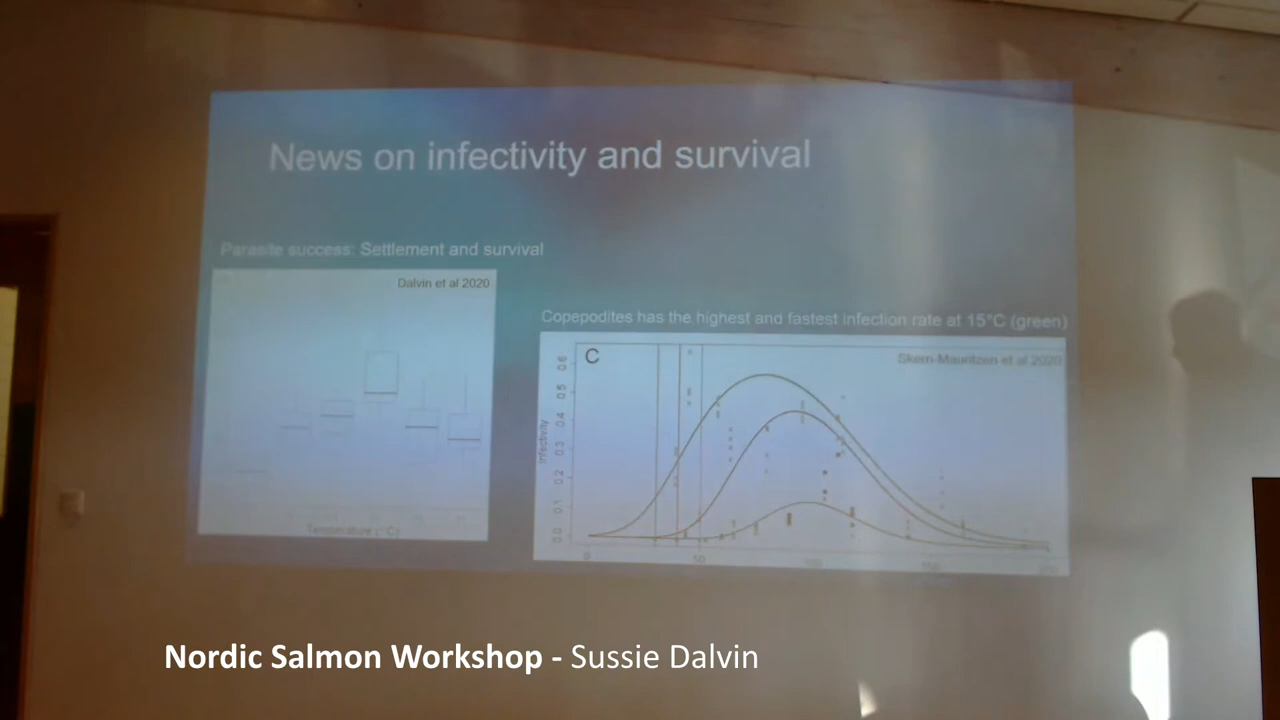 News on infectivity and survival
Parasite success: Settlement and survival
Dalvin et al 2020
Temperature (°C)
Copepodites has the highest and fastest infection rate at 15°C (green)
C
Skern-Mauritzen et al 2020
Infectivity
0.6
0.5
0.4
0.3
0.2
0.1
0.0
0
50
100
150
200
Nordic Salmon Workshop - Sussie Dalvin